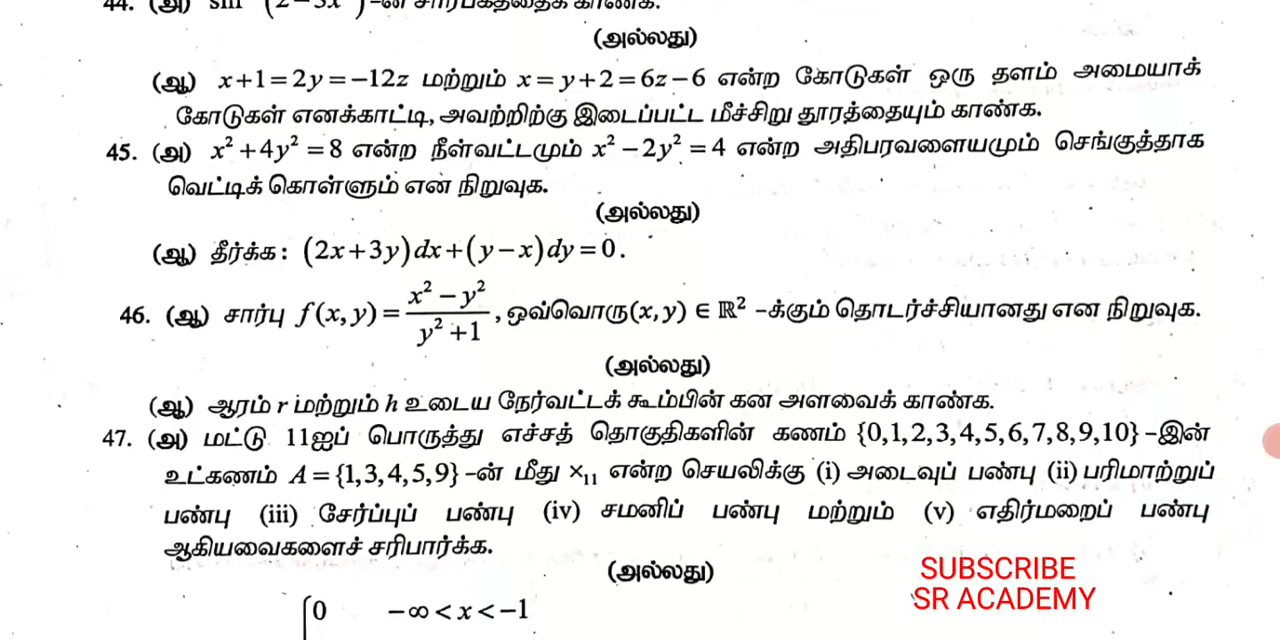 44. (அ) sin (2 − 3x²)-ன் சார்பகத்தைக் காண்க.
(அல்லது)
(ஆ) x+1=2y=−12z மற்றும் x=y+2=6z−6 என்ற கோடுகள் ஒரு தளம் அமையாக்
கோடுகள் எனக்காட்டி, அவற்றிற்கு இடைப்பட்ட மீச்சிறு தூரத்தையும் காண்க.
45. (அ) x²+4y²=8 என்ற நீள்வட்டமும் x²−2y²=4 என்ற அதிபரவளையமும் செங்குத்தாக
வெட்டிக் கொள்ளும் என் நிறுவுக.
(அல்லது)
(ஆ) தீர்க்க: (2x+3y)dx+(y−x)dy=0.
46. (ஆ) சார்பு f(x,y)=(x²−y²)/(y²+1), ஒவ்வொரு(x,y) ∈ ℝ² -க்கும் தொடர்ச்சியானது என நிறுவுக.
(அல்லது)
(ஆ) ஆரம் r மற்றும் h உடைய நேர்வட்டக் கூம்பின் கன அளவைக் காண்க.
47. (அ) மட்டு 11ஐப் பொருத்து எச்சத் தொகுதிகளின் கணம் {0,1,2,3,4,5,6,7,8,9,10}-இன்
உட்கணம் A={1,3,4,5,9}-ன் மீது ×₁₁ என்ற செயலிக்கு (i) அடைவுப் பண்பு (ii) பரிமாற்றுப்
பண்பு (iii) சேர்ப்புப் பண்பு (iv) சமனிப் பண்பு மற்றும் (v) எதிர்மறைப் பண்பு
ஆகியவைகளைச் சரிபார்க்க.
(அல்லது)
SUBSCRIBE
SR ACADEMY
{0 −∞<x<−1